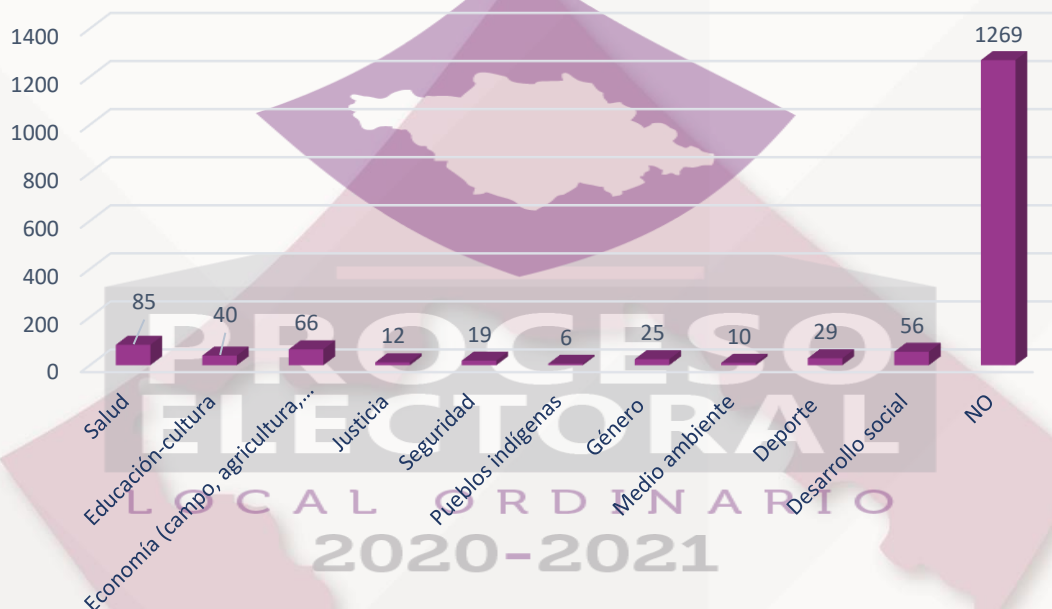 1400
1200
1000
800
600
400
200
0
85
40
66
12
19
6
25
10
29
56
1269
Salud
Educación-cultura
Economía (campo, agricultura,...
Justicia
Seguridad
Pueblos indígenas
Género
Medio ambiente
Deporte
Desarrollo social
NO
PROCESO
ELECTORAL
LOCAL ORDINARIO
2020-2021